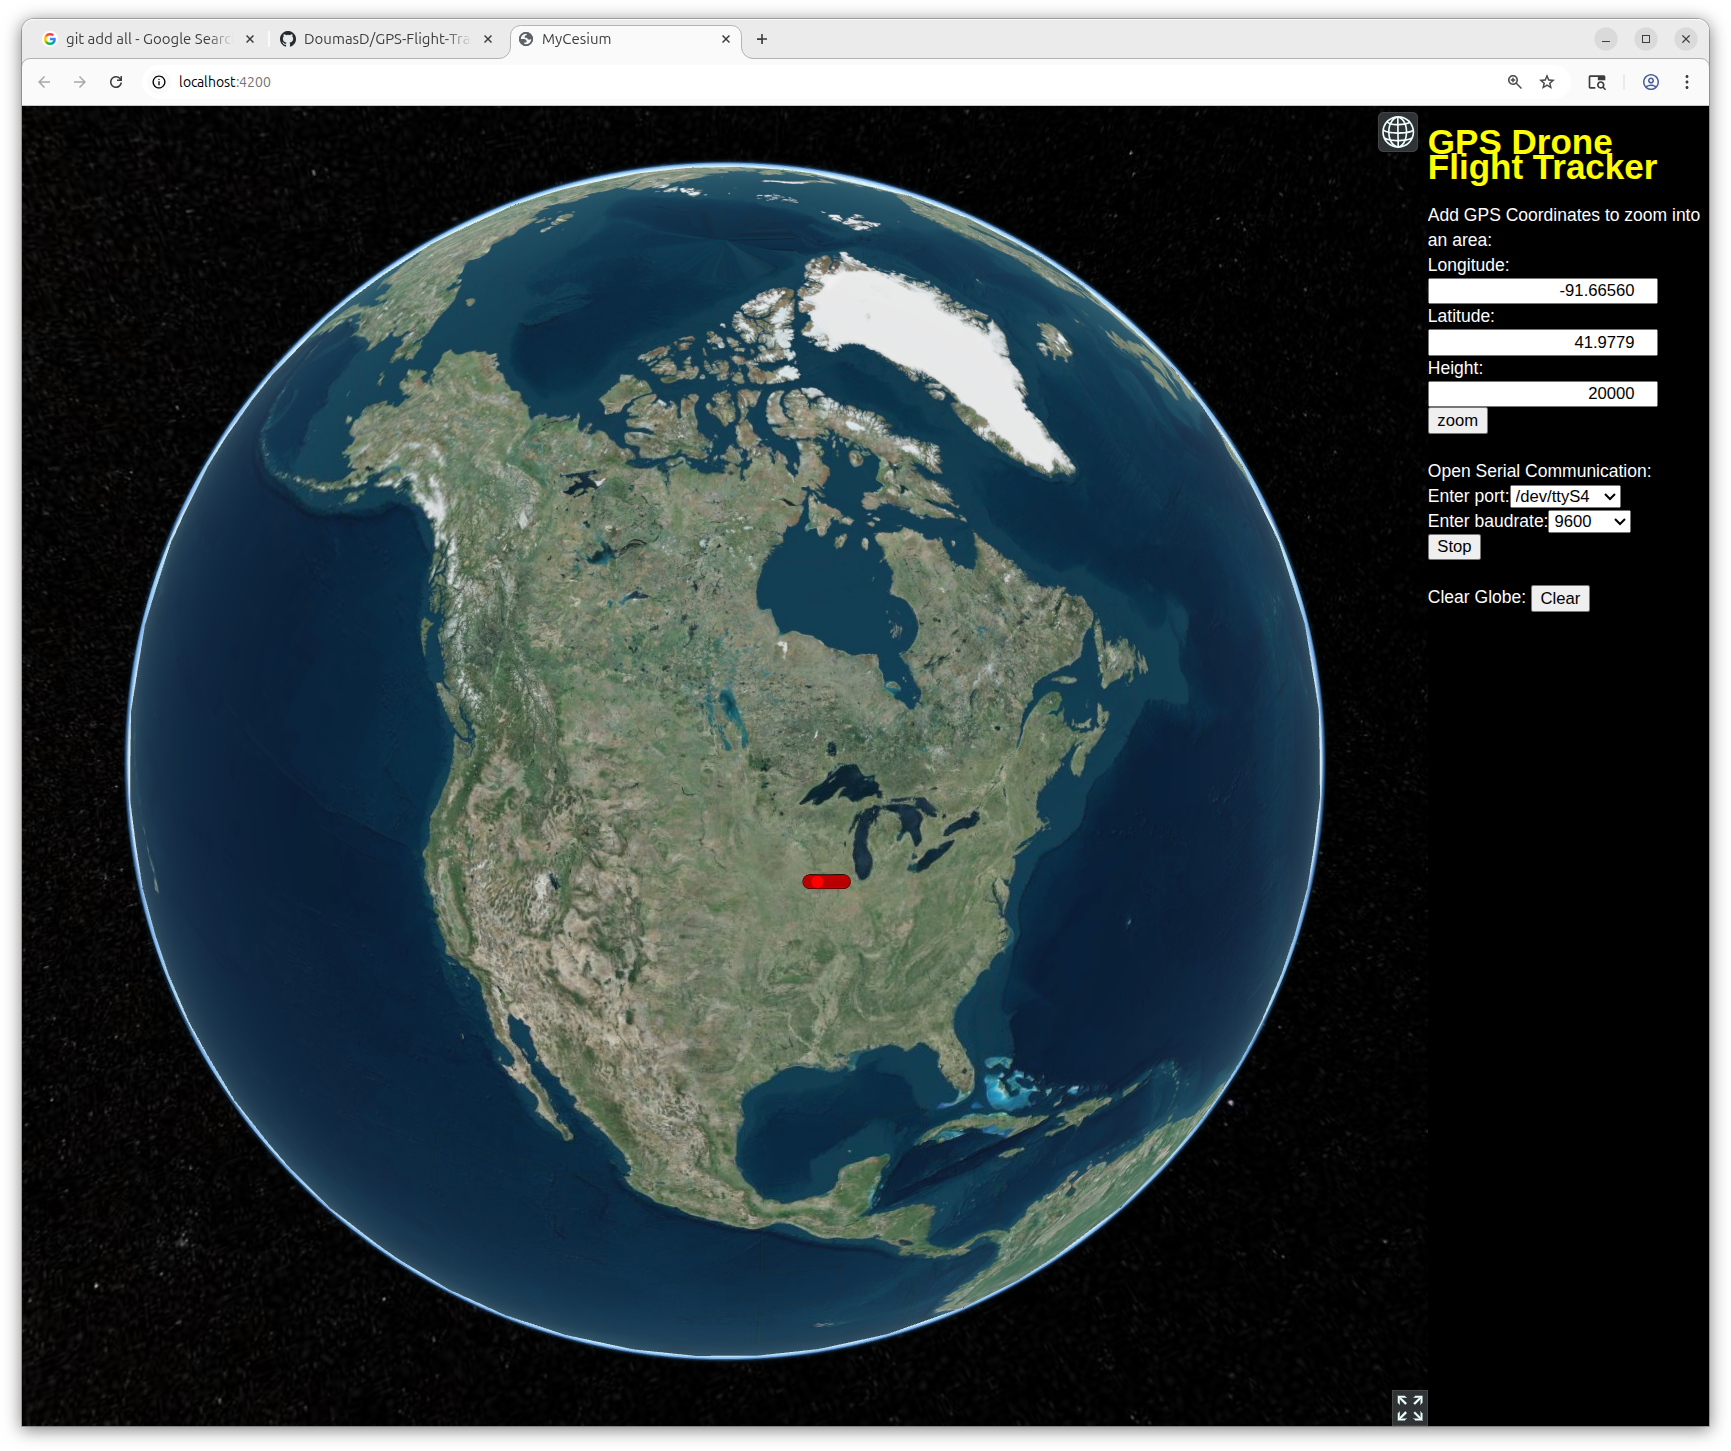 git add all - Google Searc
DoumasD/GPS-Flight-Tra
MyCesium
localhost:4200
GPS Drone
Flight Tracker
Add GPS Coordinates to zoom into
an area:
Longitude:
-91.66560
Latitude:
41.9779
Height:
20000
zoom
Open Serial Communication:
Enter port: /dev/ttyS4
Enter baudrate: 9600
Stop
Clear Globe: Clear